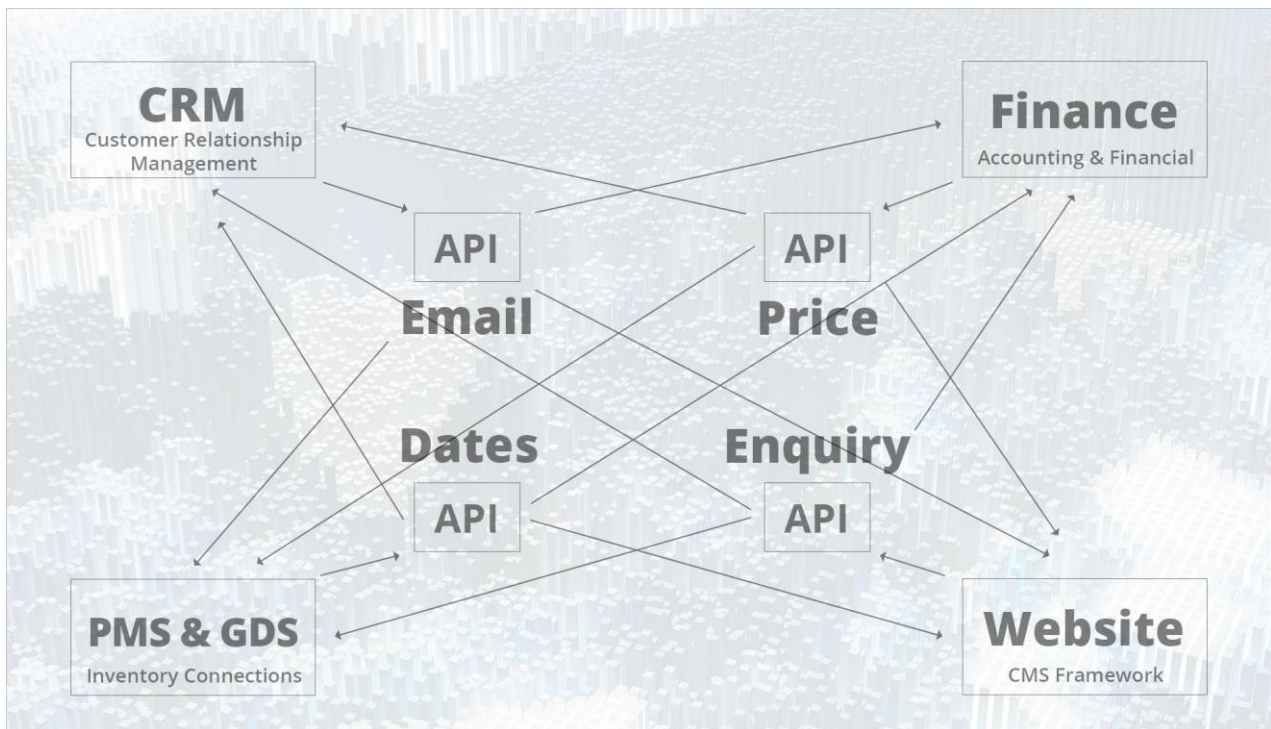 CRM
Customer Relationship
Management
Finance
Accounting & Financial
API
API
Email
Price
Dates
Enquiry
API
API
PMS & GDS
Inventory Connections
Website
CMS Framework